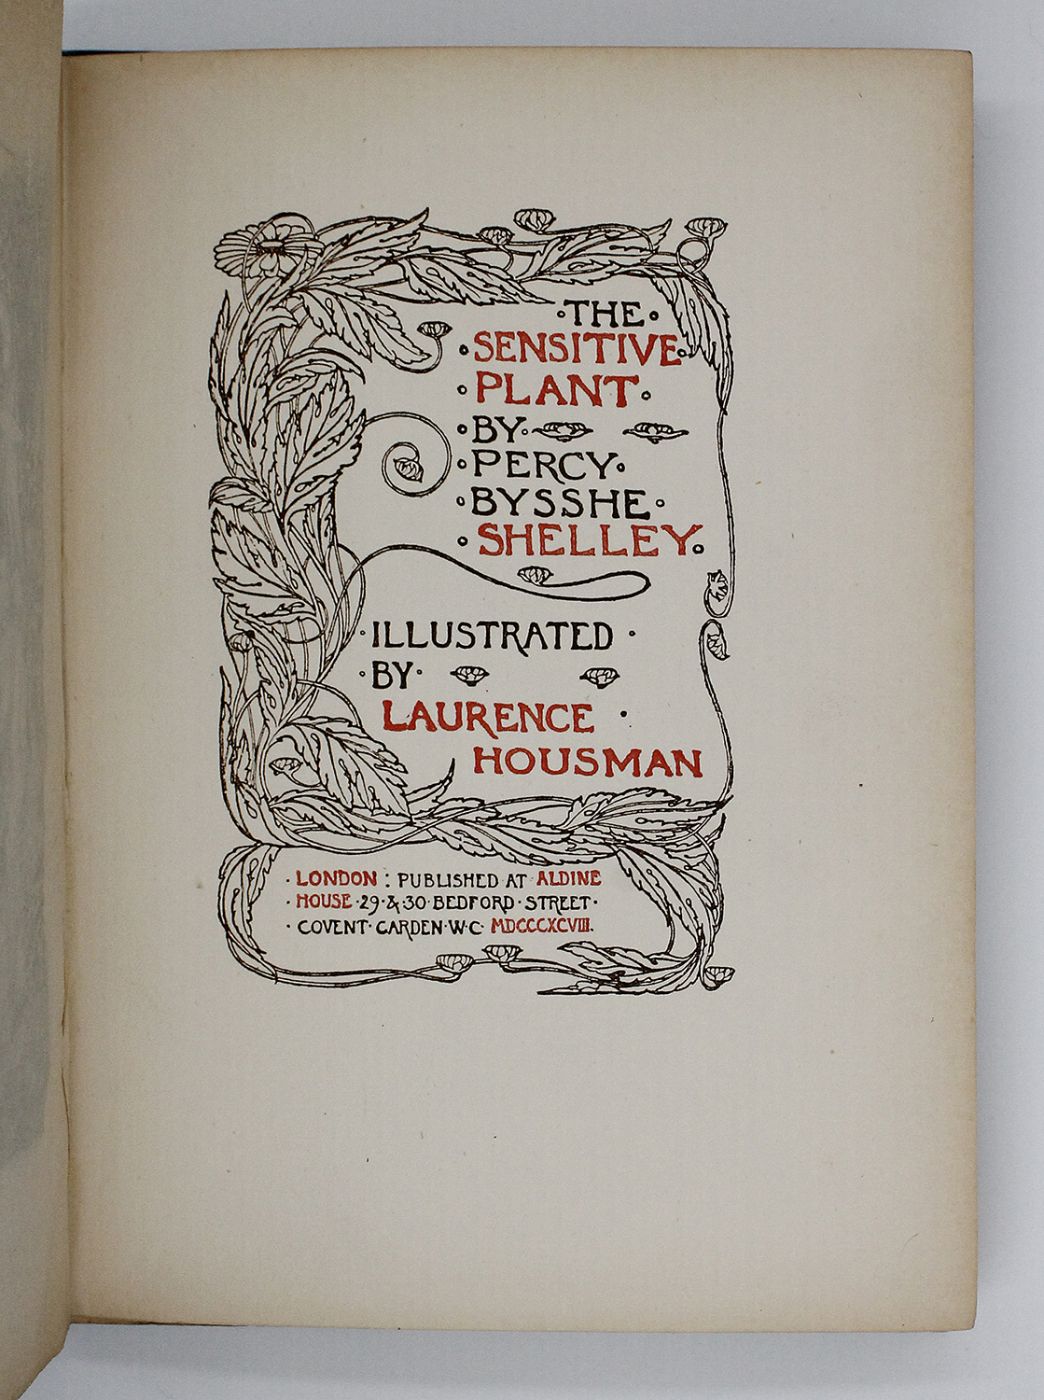 ·THE·
·SENSITIVE·
·PLANT·
·BY·
·PERCY·
·BYSSHE·
·SHELLEY·
·ILLUSTRATED·
·BY·
LAURENCE·
HOUSMAN
·LONDON: PUBLISHED AT ALDINE
·HOUSE·29·&·30·BEDFORD·STREET·
·COVENT·GARDEN·W·C·MDCCCXCVIII.